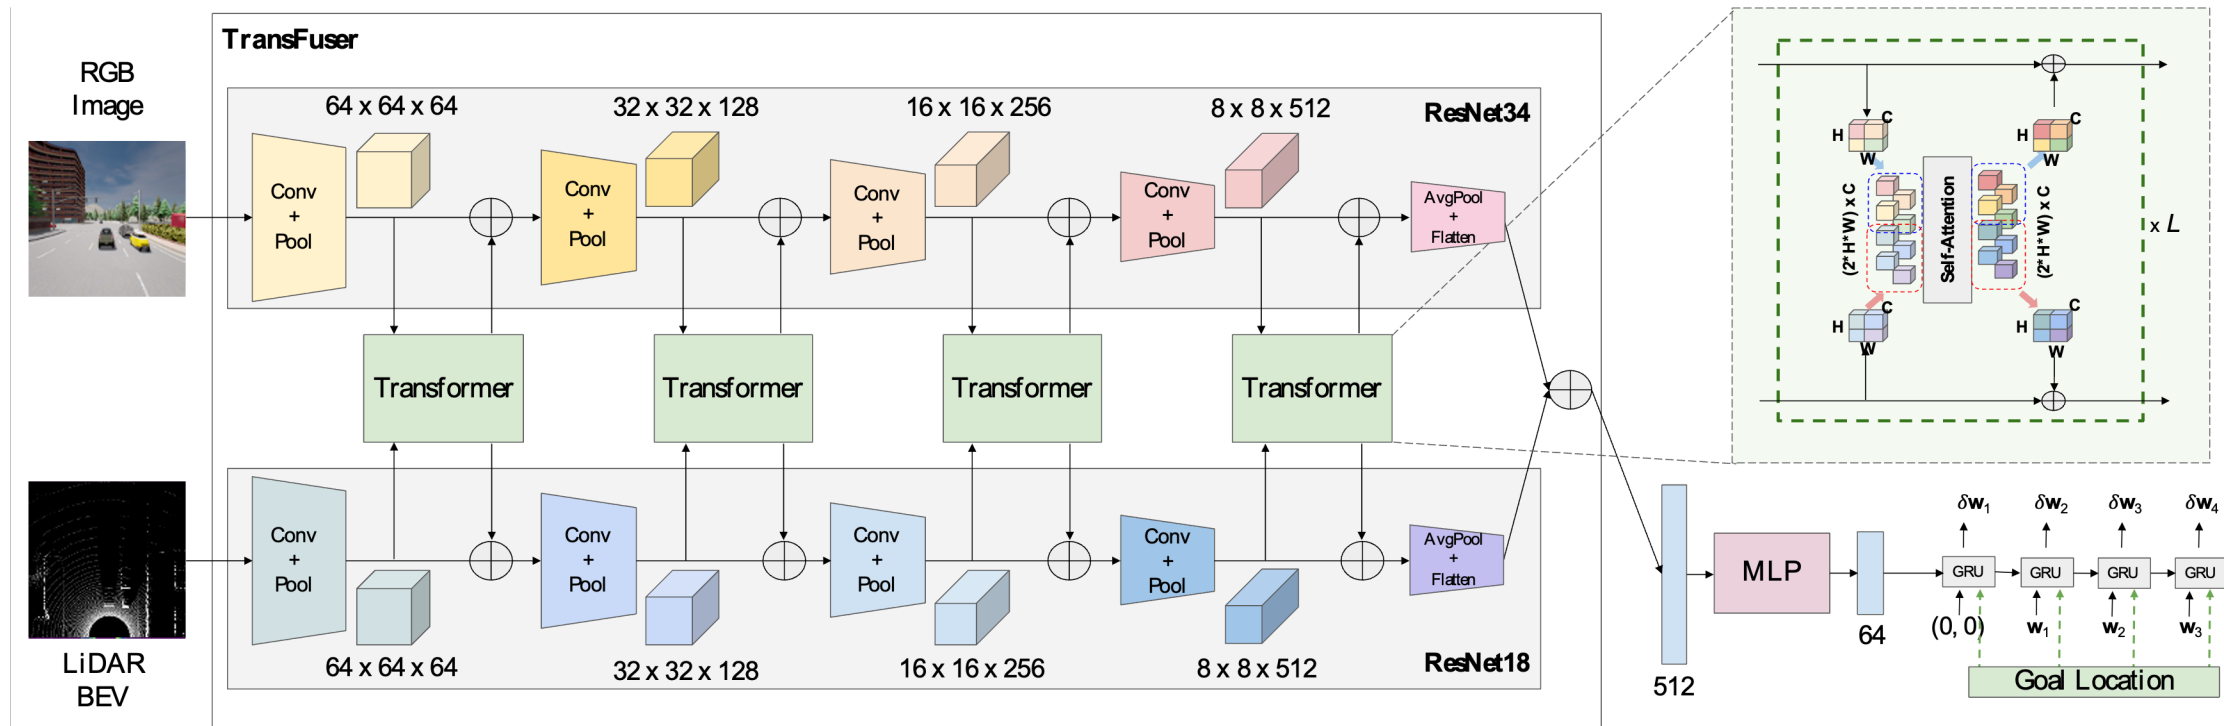 TransFuser
RGB
Image
64 x 64 x 64
32 x 32 x 128
16 x 16 x 256
8 x 8 x 512
ResNet34
Conv
+
Pool
Conv
+
Pool
Conv
+
Pool
Conv
+
Pool
AvgPool
+
Flatten
Transformer
Transformer
Transformer
Transformer
Conv
+
Pool
Conv
+
Pool
Conv
+
Pool
Conv
+
Pool
AvgPool
+
Flatten
LiDAR
BEV
64 x 64 x 64
32 x 32 x 128
16 x 16 x 256
8 x 8 x 512
ResNet18
H
C
W
H
C
W
(2*H*W) x C
Self-Attention
(2*H*W) x C
x L
H
C
W
H
C
W
512
MLP
64
δw₁
δw₂
δw₃
δw₄
GRU
GRU
GRU
GRU
(0, 0)
w₁
w₂
w₃
Goal Location